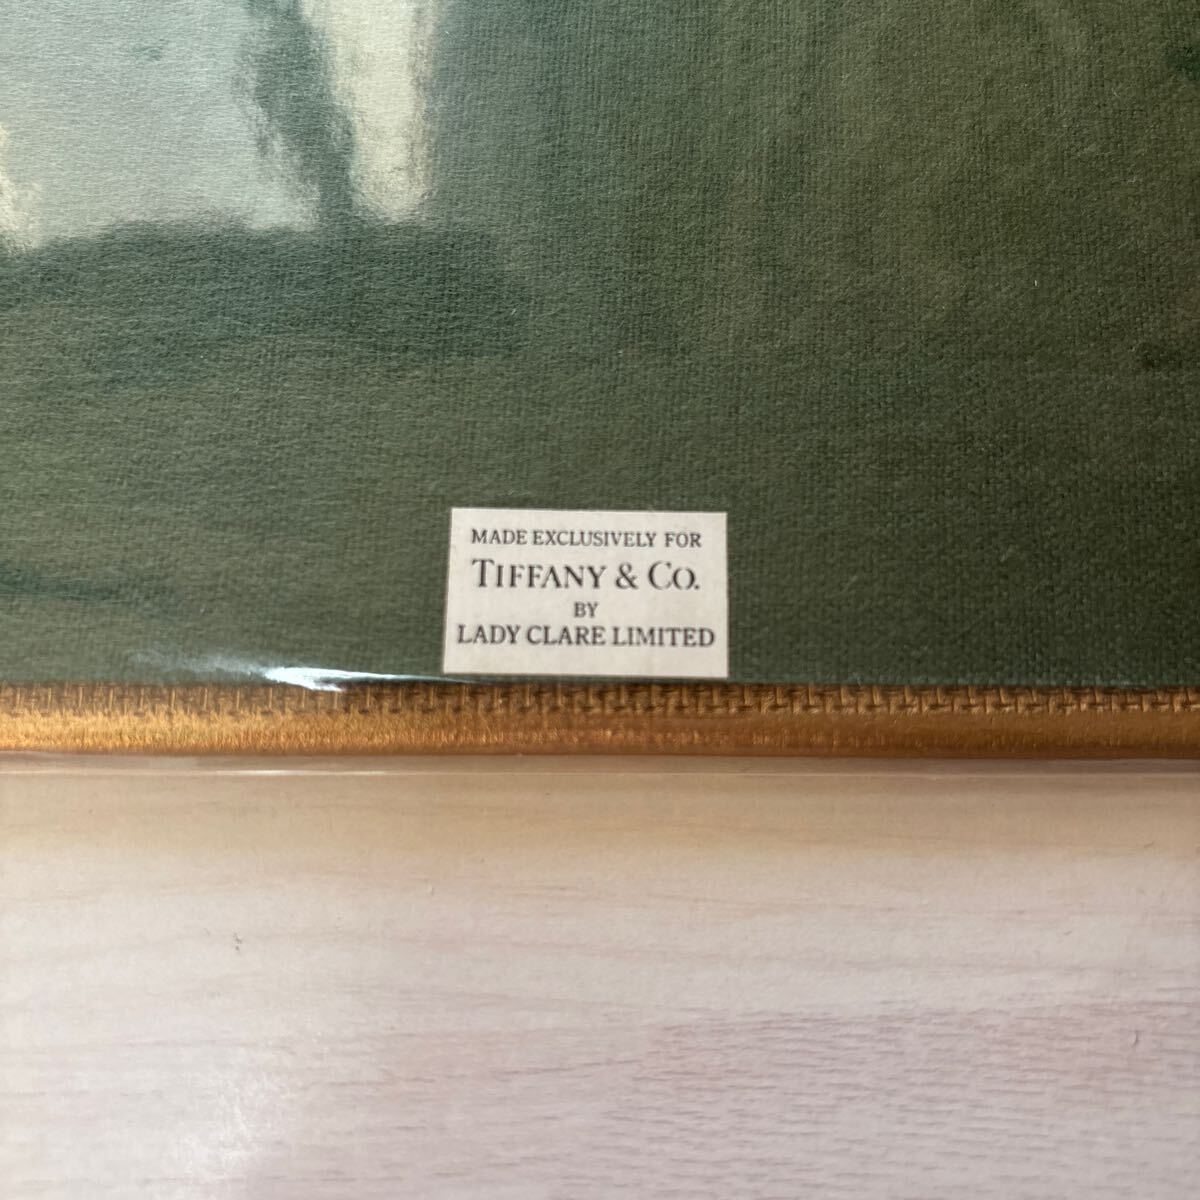 MADE EXCLUSIVELY FOR
TIFFANY & CO.
BY
LADY CLARE LIMITED